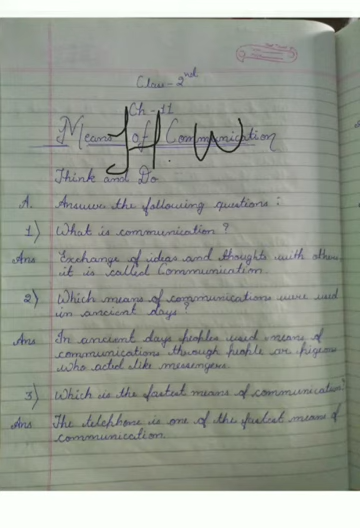 Class - 2nd
Ch - 11
Means of Communication
H W
Think and Do
A. Answer the following questions :
1) What is communication ?
Ans Exchange of ideas and thoughts with others
it is called Communication.
2) Which means of communications were used
in ancient days ?
Ans In ancient days peoples used means of
communications through people or pigeons
who acted like messengers.
3) Which is the fastest means of communication?
Ans The telephone is one of the fastest means of
communication.